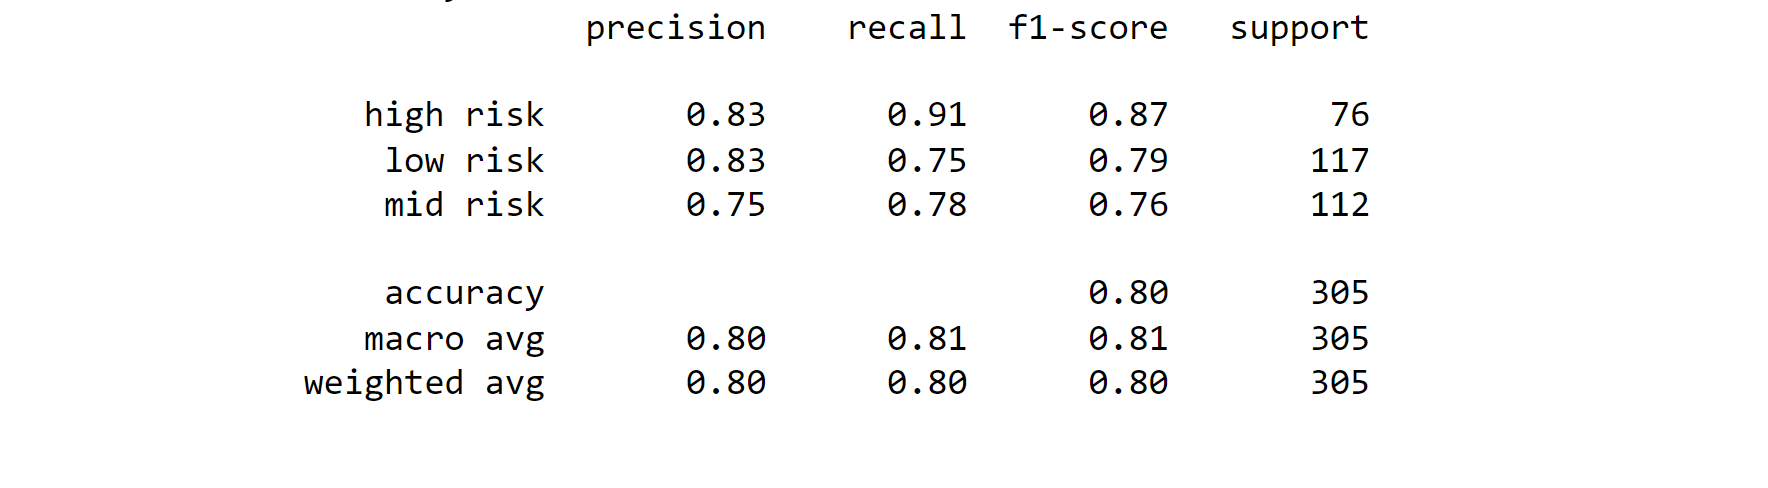 precision recall f1-score support
high risk 0.83 0.91 0.87 76
low risk 0.83 0.75 0.79 117
mid risk 0.75 0.78 0.76 112
accuracy 0.80 305
macro avg 0.80 0.81 0.81 305
weighted avg 0.80 0.80 0.80 305